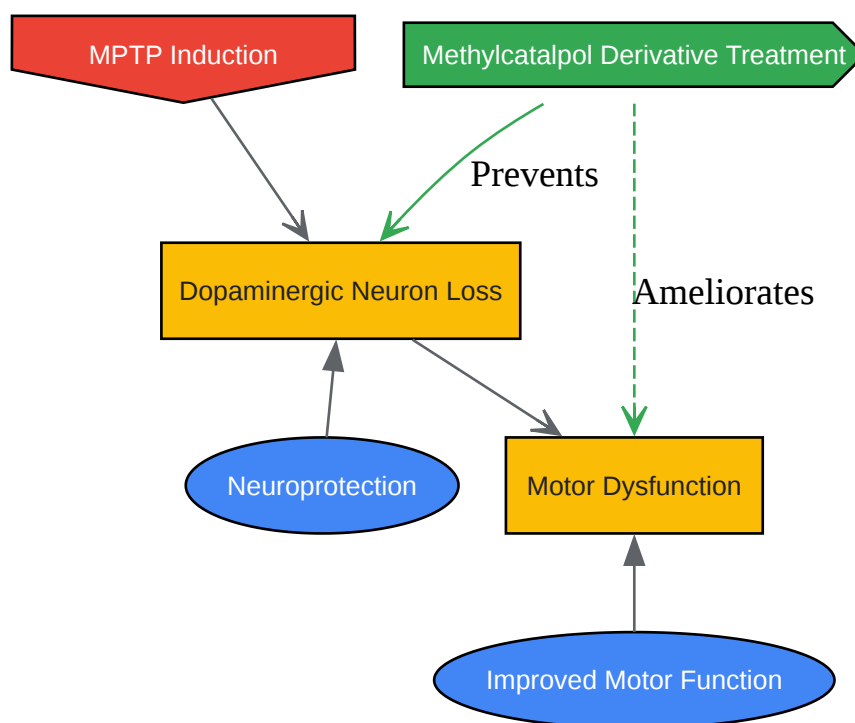 MPTP Induction
Methylcatalpol Derivative Treatment
Prevents
Dopaminergic Neuron Loss
Ameliorates
Neuroprotection
Motor Dysfunction
Improved Motor Function